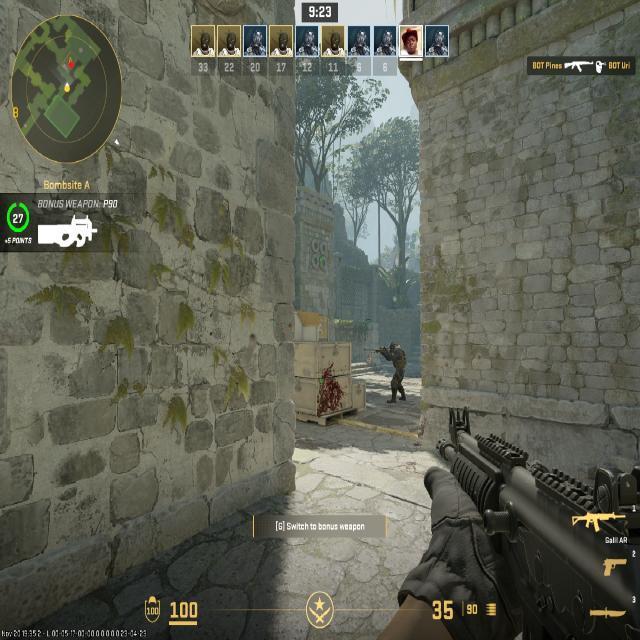 9:23
33 22 20 17 12 11 5 6
BOT Pines BOT Uri
B
Bombsite A
BONUS WEAPON: P90
27
+5 POINTS
[G] Switch to bonus weapon
1
Galil AR
2
3
100 100
35 90